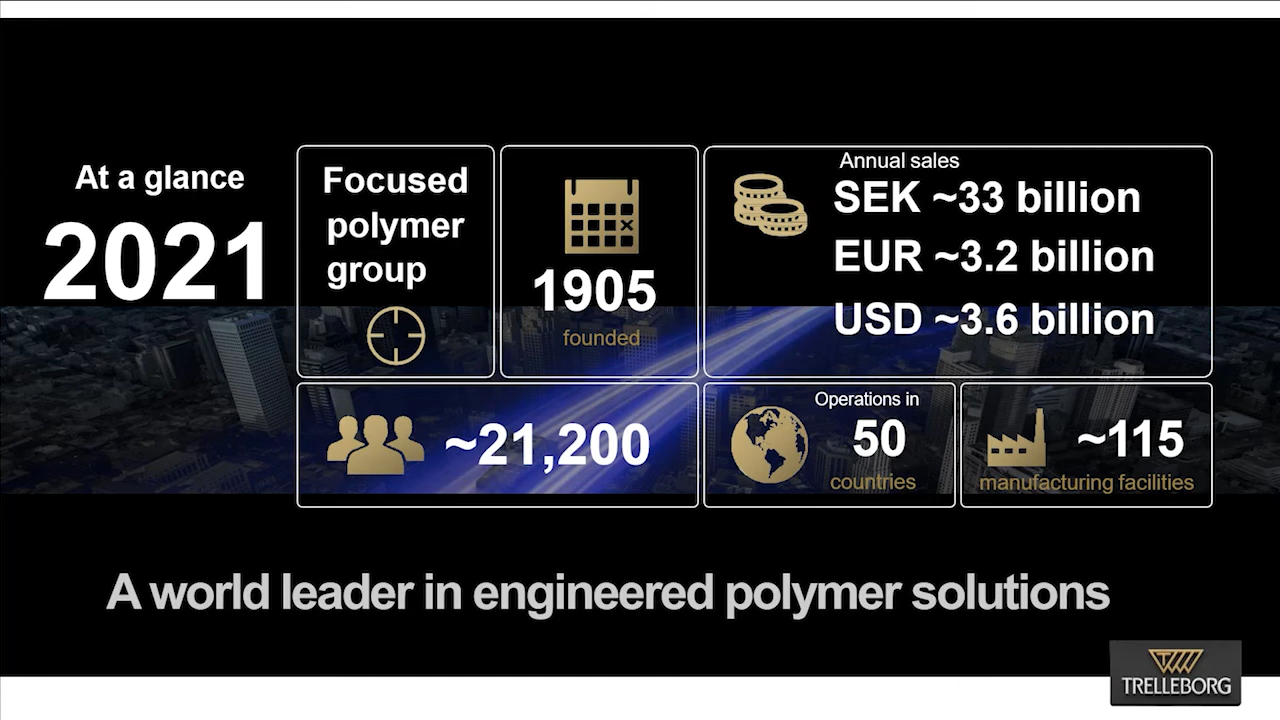 At a glance
2021
Focused
polymer
group
1905
founded
Annual sales
SEK ~33 billion
EUR ~3.2 billion
USD ~3.6 billion
~21,200
Operations in
50
countries
~115
manufacturing facilities
A world leader in engineered polymer solutions
TRELLEBORG